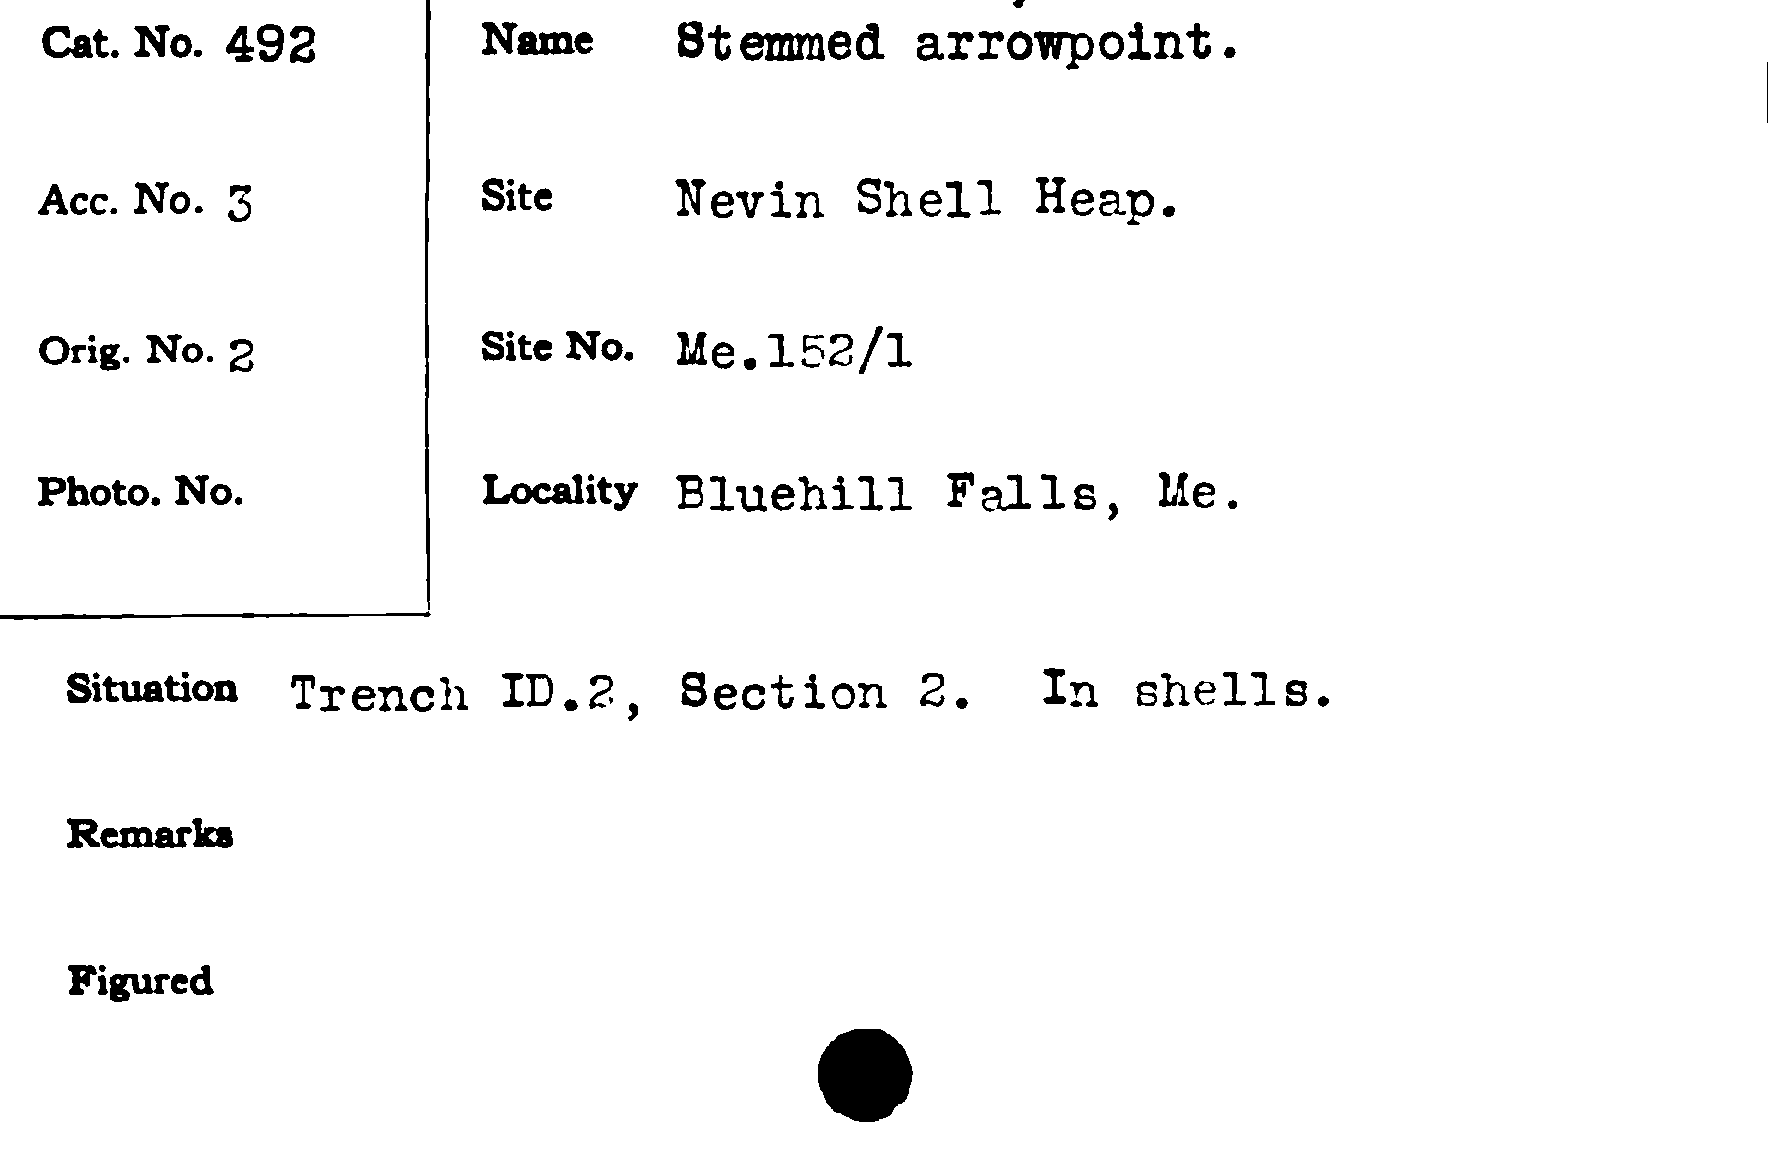 Cat. No. 492
Name Stemmed arrowpoint.
Acc. No. 3
Site Nevin Shell Heap.
Orig. No. 2
Site No. Me.152/1
Photo. No.
Locality Bluehill Falls, Me.
Situation Trench ID.2, Section 2. In shells.
Remarks
Figured